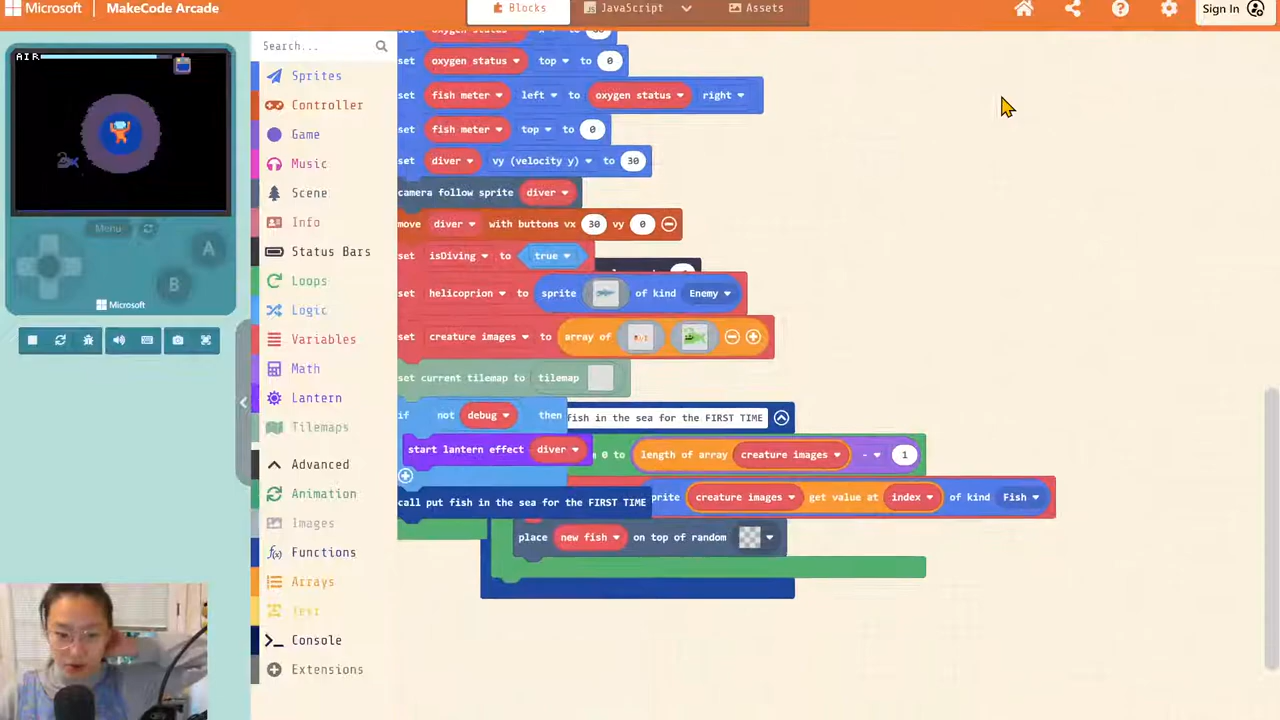 Microsoft MakeCode Arcade Blocks JavaScript Assets Sign In
Search...
Sprites
Controller
Game
Music
Scene
Info
Status Bars
Loops
Logic
Variables
Math
Lantern
Tilemaps
Advanced
Animation
Images
Functions
Arrays
Text
Console
Extensions
AIR
Menu
A
B
Microsoft
oxygen status
oxygen status top to 0
set fish meter left to oxygen status right
set fish meter top to 0
set diver vy (velocity y) to 30
camera follow sprite diver
move diver with buttons vx 30 vy 0
set isDiving to true
set helicoprion to sprite of kind Enemy
set creature images to array of
set current tilemap to tilemap
if not debug then
start lantern effect diver
call put fish in the sea for the FIRST TIME
fish in the sea for the FIRST TIME
0 to length of array creature images - 1
creature images get value at index of kind Fish
place new fish on top of random